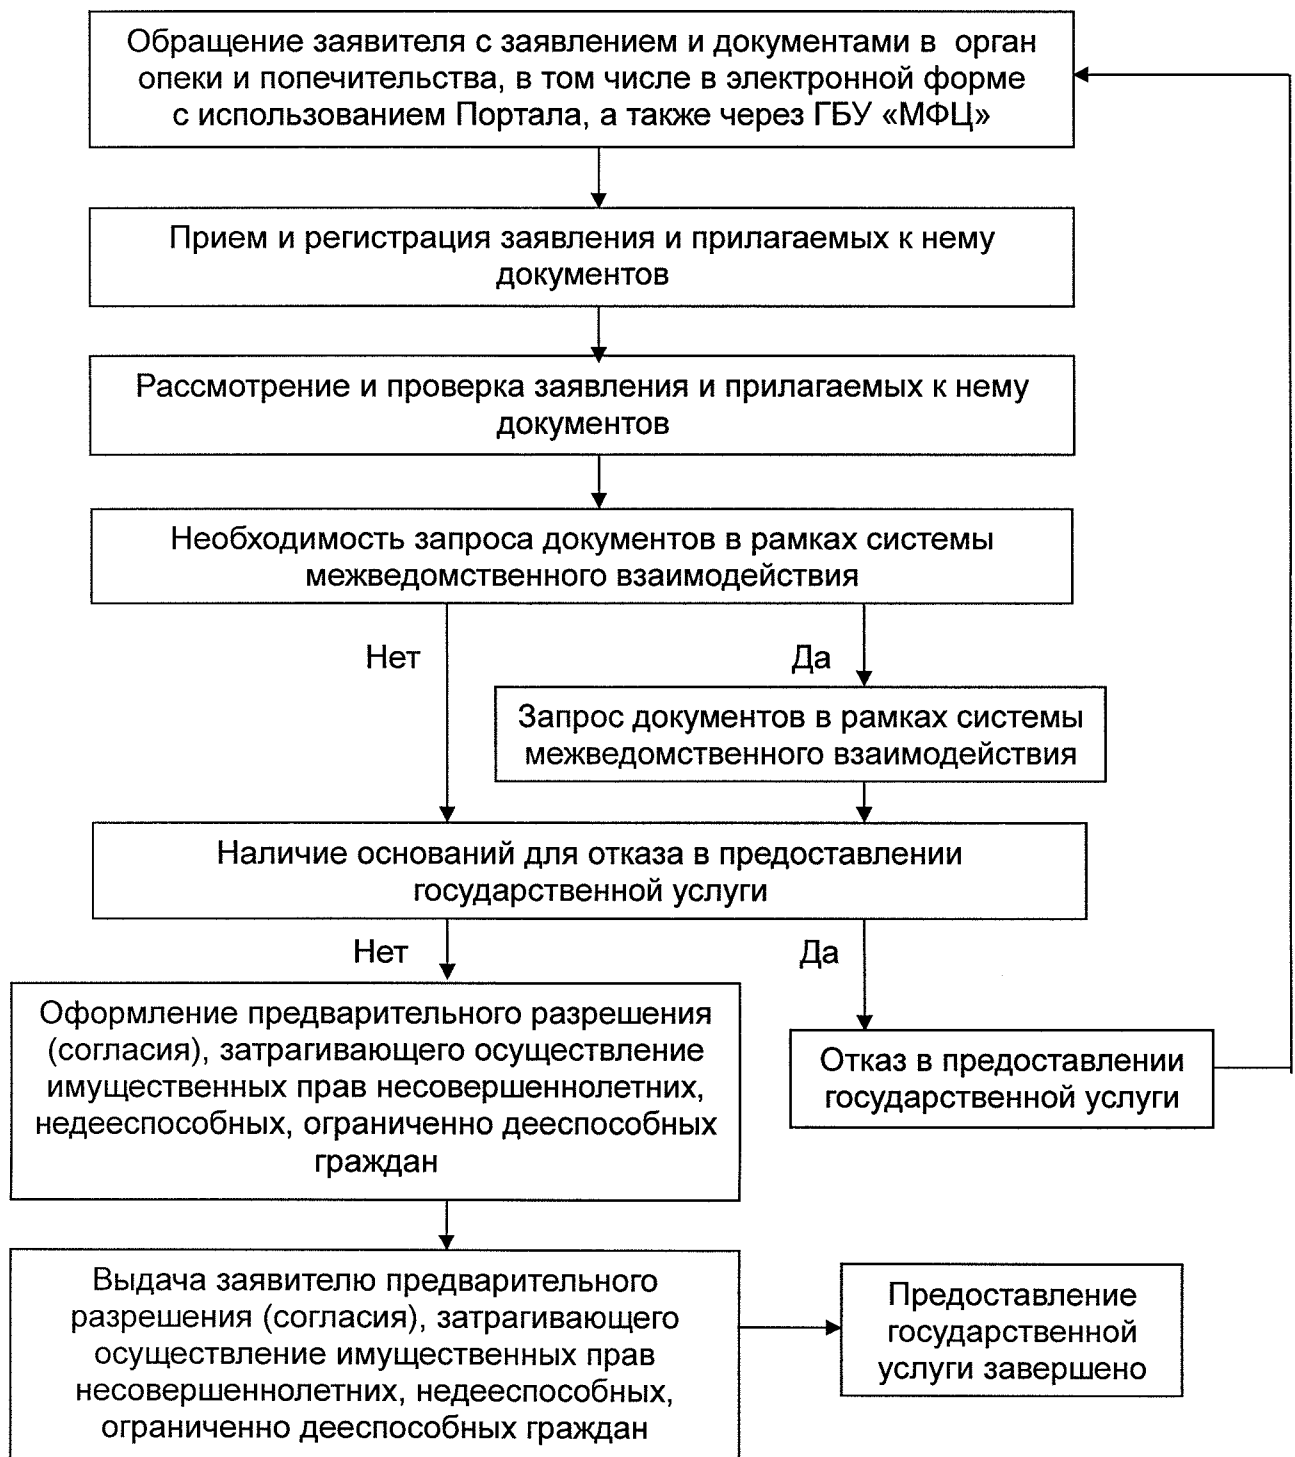 Обращение заявителя с заявлением и документами в орган
опеки и попечительства, в том числе в электронной форме
с использованием Портала, а также через ГБУ «МФЦ»
Прием и регистрация заявления и прилагаемых к нему
документов
Рассмотрение и проверка заявления и прилагаемых к нему
документов
Необходимость запроса документов в рамках системы
межведомственного взаимодействия
Нет
Да
Запрос документов в рамках системы
межведомственного взаимодействия
Наличие оснований для отказа в предоставлении
государственной услуги
Нет
Да
Оформление предварительного разрешения
(согласия), затрагивающего осуществление
имущественных прав несовершеннолетних,
недееспособных, ограниченно дееспособных
граждан
Отказ в предоставлении
государственной услуги
Выдача заявителю предварительного
разрешения (согласия), затрагивающего
осуществление имущественных прав
несовершеннолетних, недееспособных,
ограниченно дееспособных граждан
Предоставление
государственной
услуги завершено